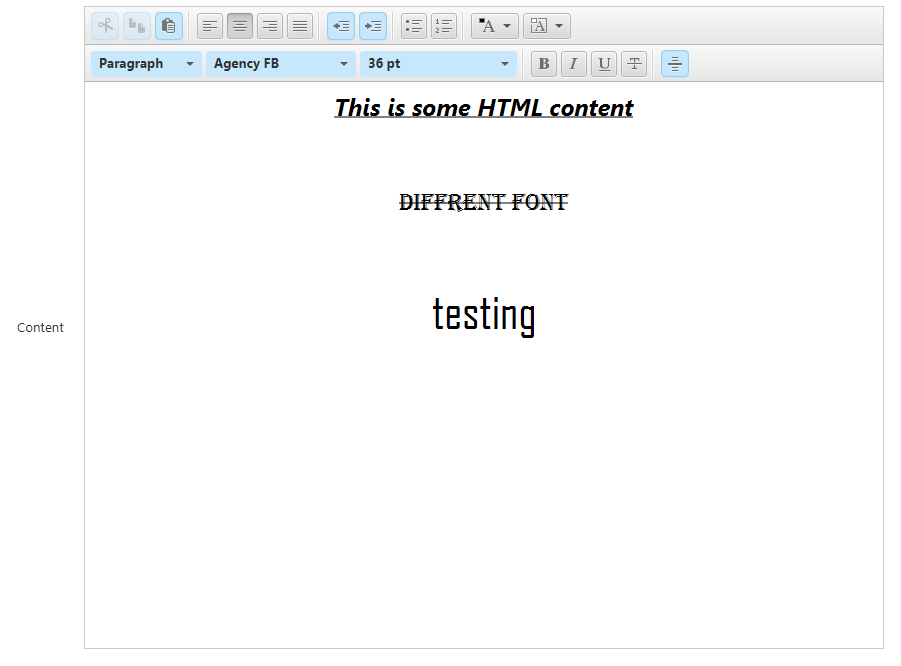 Paragraph Agency FB 36 pt B I U T
This is some HTML content
DIFFRENT FONT
testing
Content